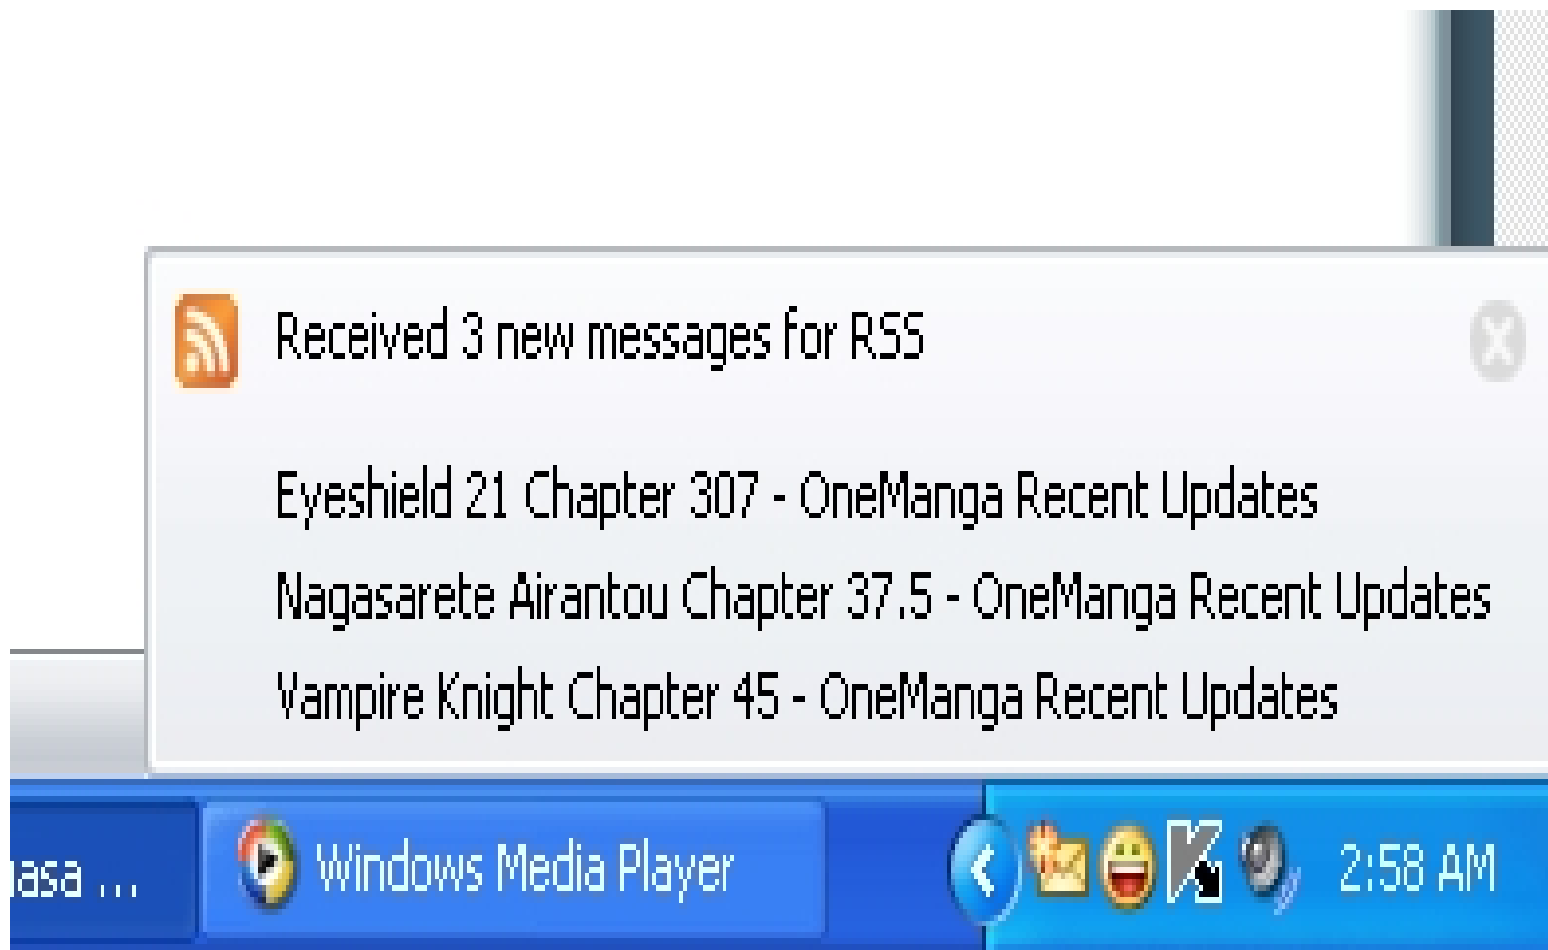 Received 3 new messages for RSS
Eyeshield 21 Chapter 307 - OneManga Recent Updates
Nagasarete Airantou Chapter 37.5 - OneManga Recent Updates
Vampire Knight Chapter 45 - OneManga Recent Updates
asa ...
Windows Media Player
2:58 AM